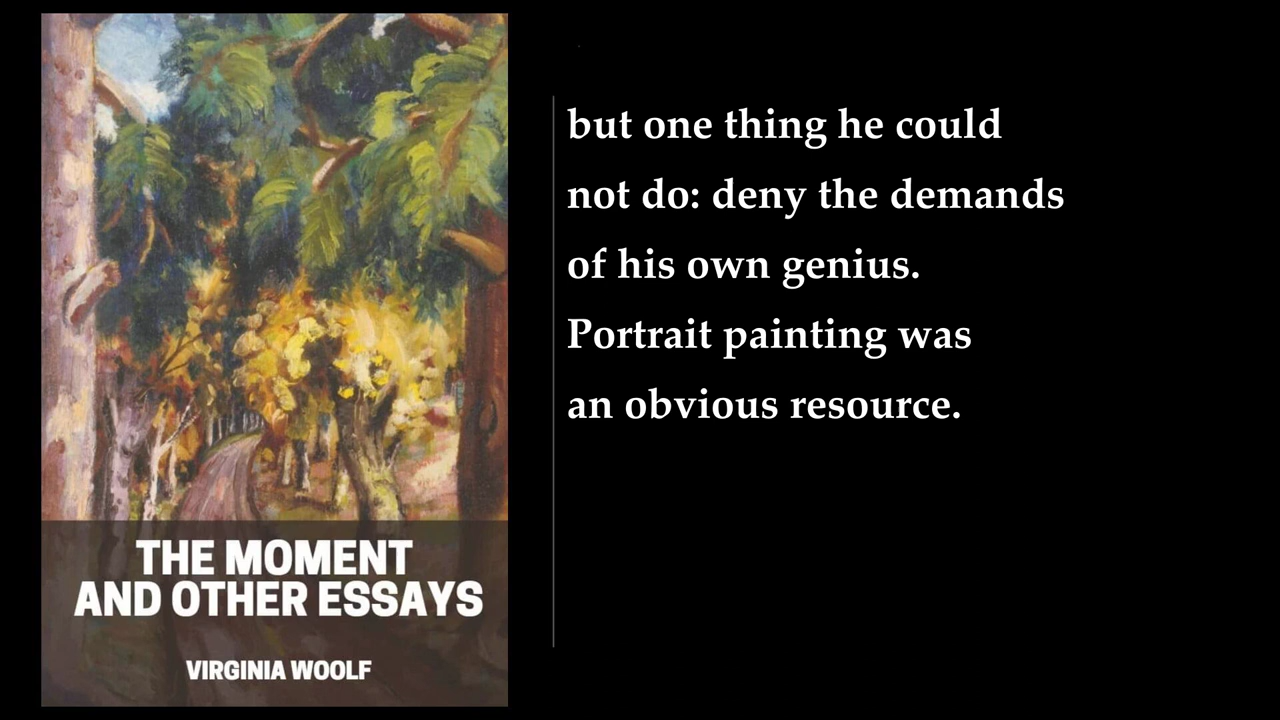 THE MOMENT
AND OTHER ESSAYS
VIRGINIA WOOLF
but one thing he could
not do: deny the demands
of his own genius.
Portrait painting was
an obvious resource.